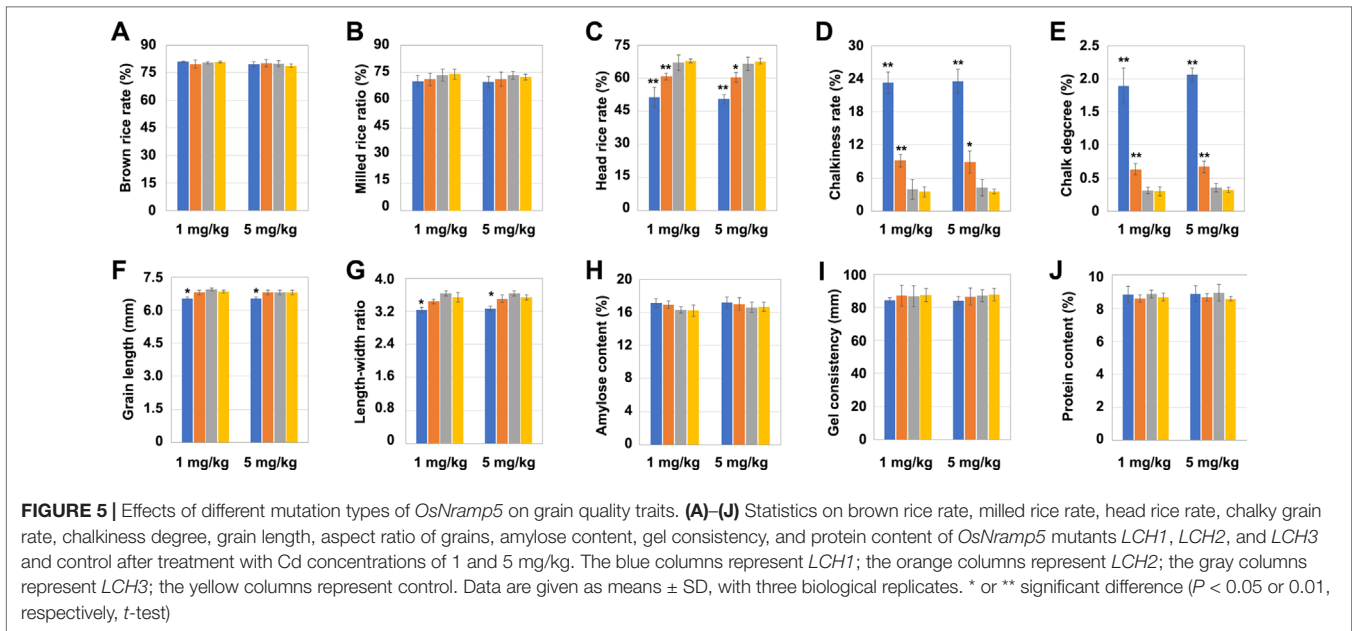 A
Brown rice rate (%)
90
75
60
45
30
15
0
1 mg/kg 5 mg/kg
B
Milled rice ratio (%)
90
75
60
45
30
15
0
1 mg/kg 5 mg/kg
C
Head rice rate (%)
75
60
45
30
15
0
** ** ** *
1 mg/kg 5 mg/kg
D
Chalkiness rate (%)
30
24
18
12
6
0
** ** ** *
1 mg/kg 5 mg/kg
E
Chalk degcree (%)
2.5
2.0
1.5
1.0
0.5
0.0
** ** ** **
1 mg/kg 5 mg/kg
F
Grain length (mm)
7.5
6.0
4.5
3.0
1.5
0
* *
1 mg/kg 5 mg/kg
G
Length-width ratio
4.0
3.2
2.4
1.6
0.8
0
* *
1 mg/kg 5 mg/kg
H
Amylose content (%)
20
16
12
8
4
0
1 mg/kg 5 mg/kg
I
Gel consistency (mm)
100
80
60
40
20
0
1 mg/kg 5 mg/kg
J
Protein content (%)
10
8
6
4
2
0
1 mg/kg 5 mg/kg
FIGURE 5 | Effects of different mutation types of OsNramp5 on grain quality traits. (A)–(J) Statistics on brown rice rate, milled rice rate, head rice rate, chalky grain
rate, chalkiness degree, grain length, aspect ratio of grains, amylose content, gel consistency, and protein content of OsNramp5 mutants LCH1, LCH2, and LCH3
and control after treatment with Cd concentrations of 1 and 5 mg/kg. The blue columns represent LCH1; the orange columns represent LCH2; the gray columns
represent LCH3; the yellow columns represent control. Data are given as means ± SD, with three biological replicates. * or ** significant difference (P < 0.05 or 0.01,
respectively, t-test)